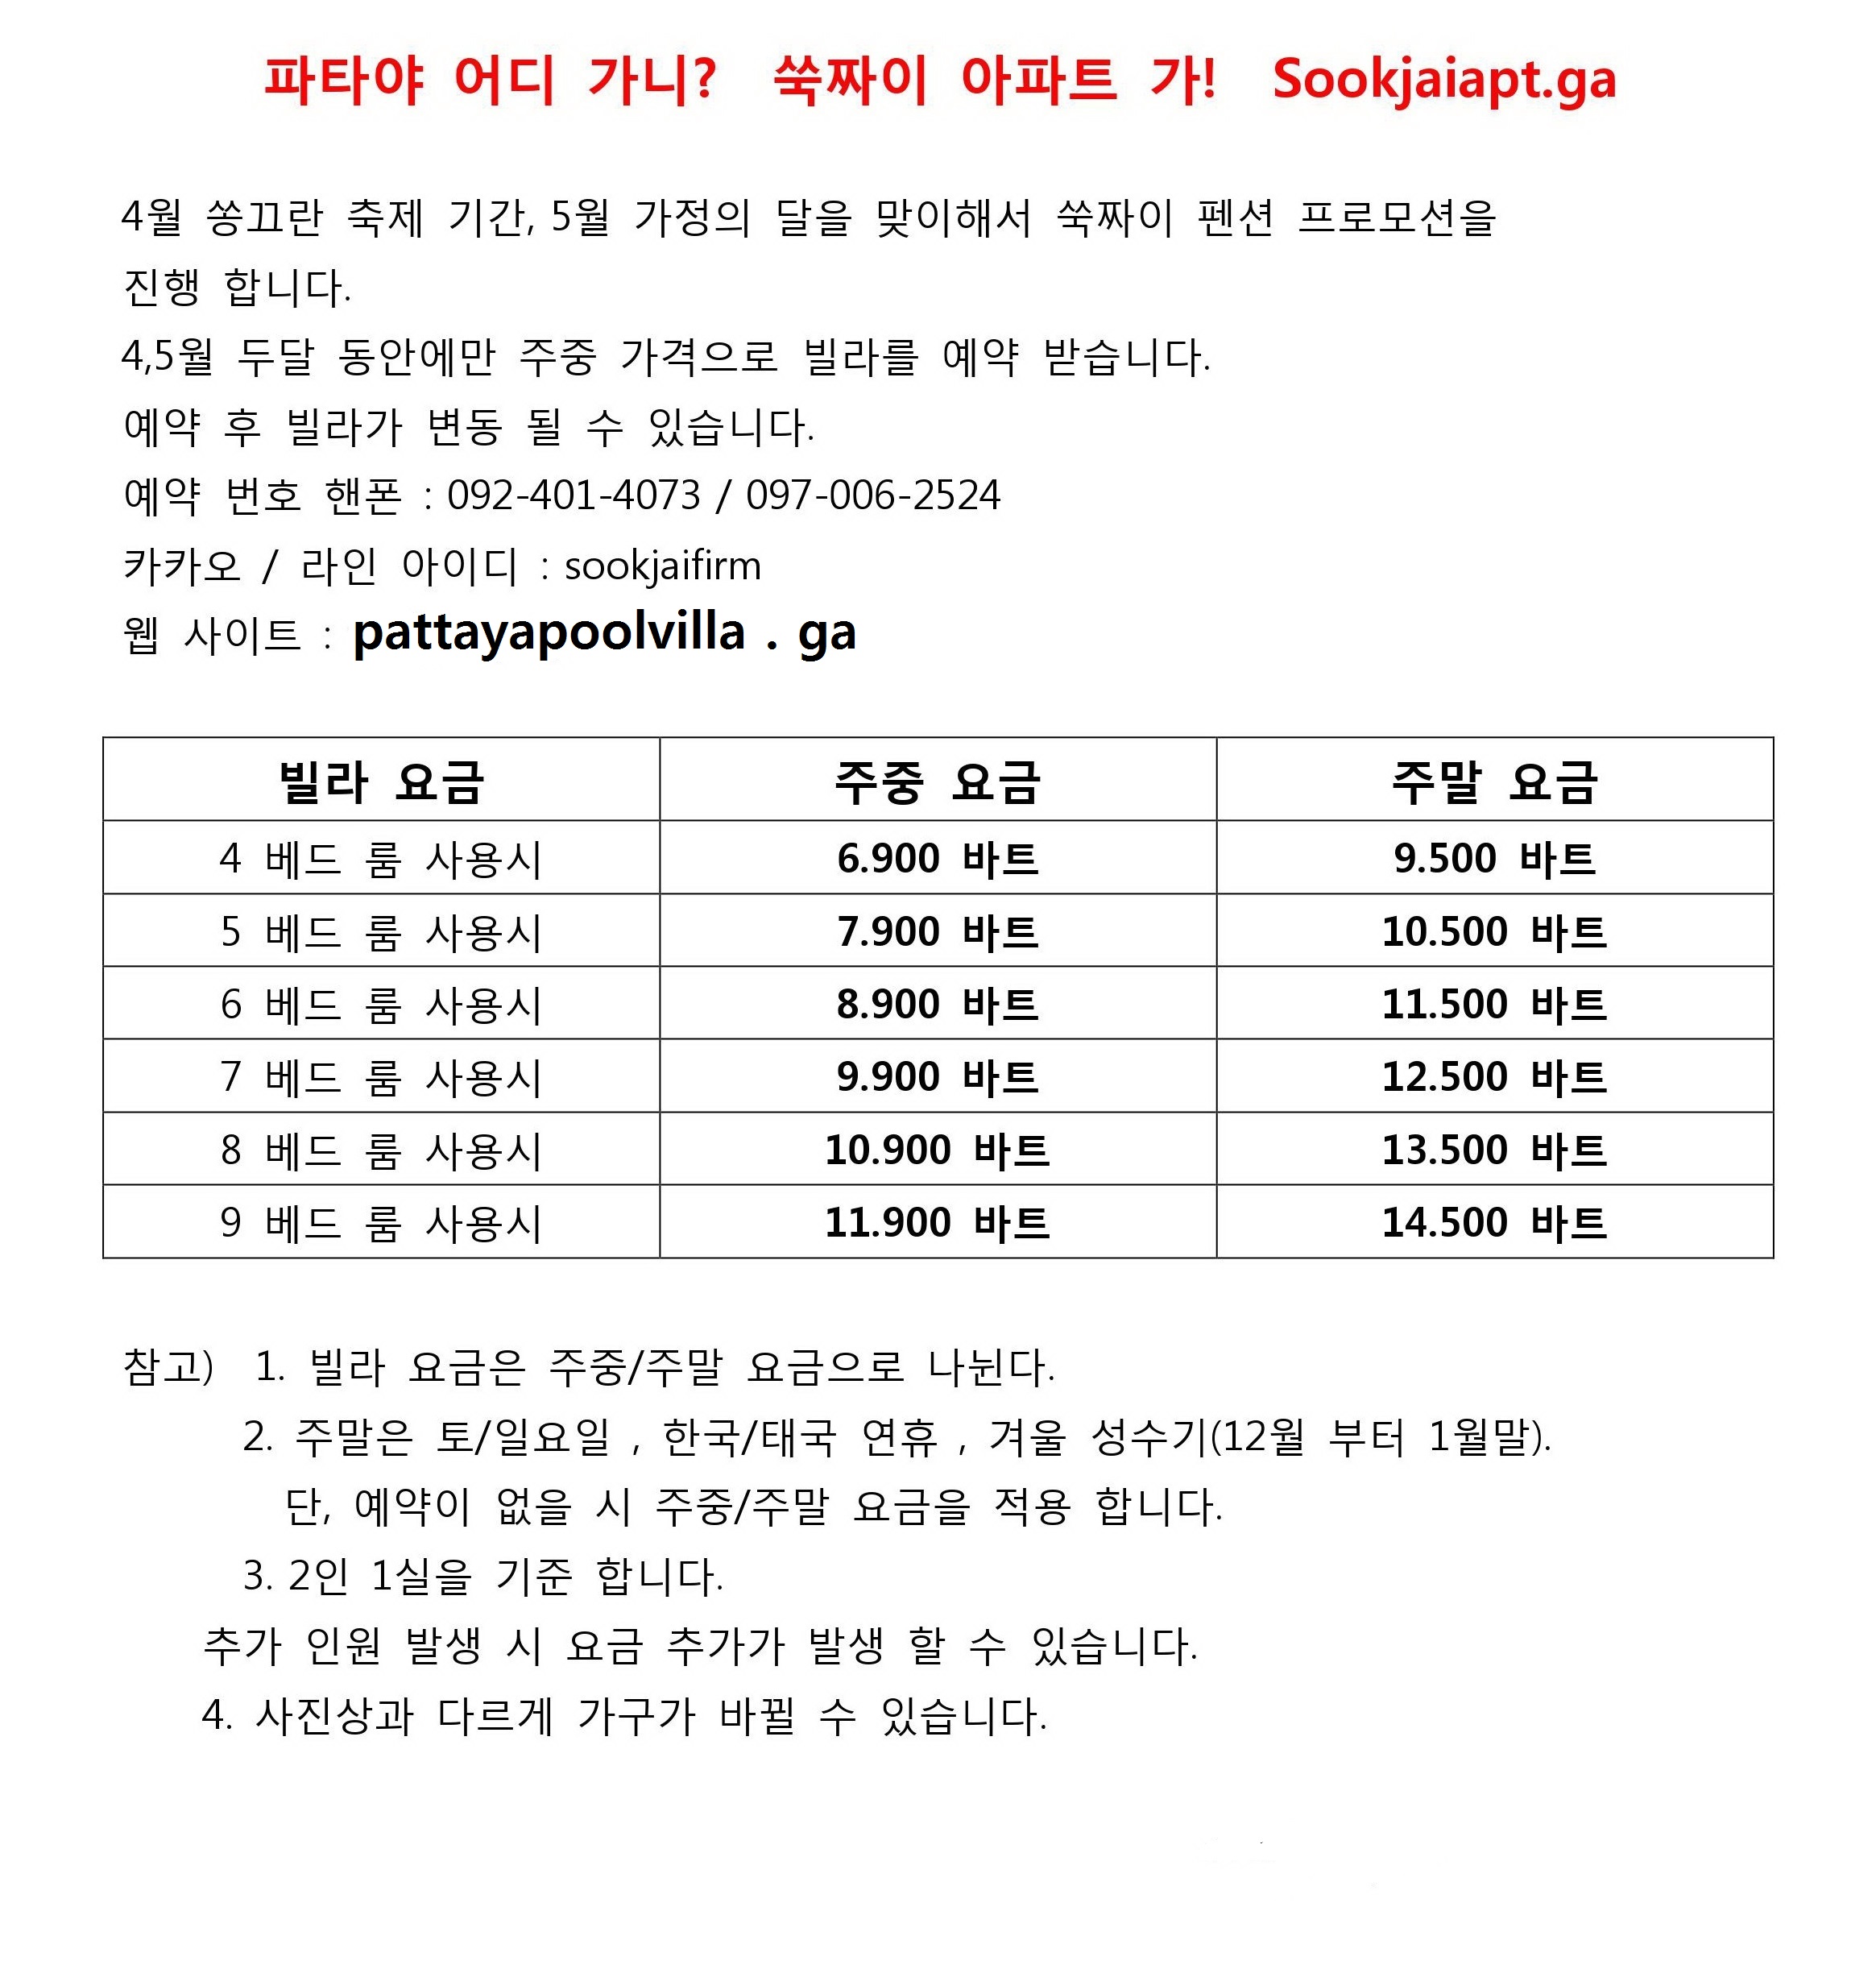 파타야 어디 가니? 쑥짜이 아파트 가! Sookjaiapt.ga
4월 쏭끄란 축제 기간, 5월 가정의 달을 맞이해서 쑥짜이 펜션 프로모션을
진행 합니다.
4,5월 두달 동안에만 주중 가격으로 빌라를 예약 받습니다.
예약 후 빌라가 변동 될 수 있습니다.
예약 번호 핸폰 : 092-401-4073 / 097-006-2524
카카오 / 라인 아이디 : sookjaifirm
웹 사이트 : pattayapoolvilla . ga
빌라 요금 주중 요금 주말 요금
4 베드 룸 사용시 6.900 바트 9.500 바트
5 베드 룸 사용시 7.900 바트 10.500 바트
6 베드 룸 사용시 8.900 바트 11.500 바트
7 베드 룸 사용시 9.900 바트 12.500 바트
8 베드 룸 사용시 10.900 바트 13.500 바트
9 베드 룸 사용시 11.900 바트 14.500 바트
참고) 1. 빌라 요금은 주중/주말 요금으로 나뉜다.
2. 주말은 토/일요일 , 한국/태국 연휴 , 겨울 성수기(12월 부터 1월말).
단, 예약이 없을 시 주중/주말 요금을 적용 합니다.
3. 2인 1실을 기준 합니다.
추가 인원 발생 시 요금 추가가 발생 할 수 있습니다.
4. 사진상과 다르게 가구가 바뀔 수 있습니다.